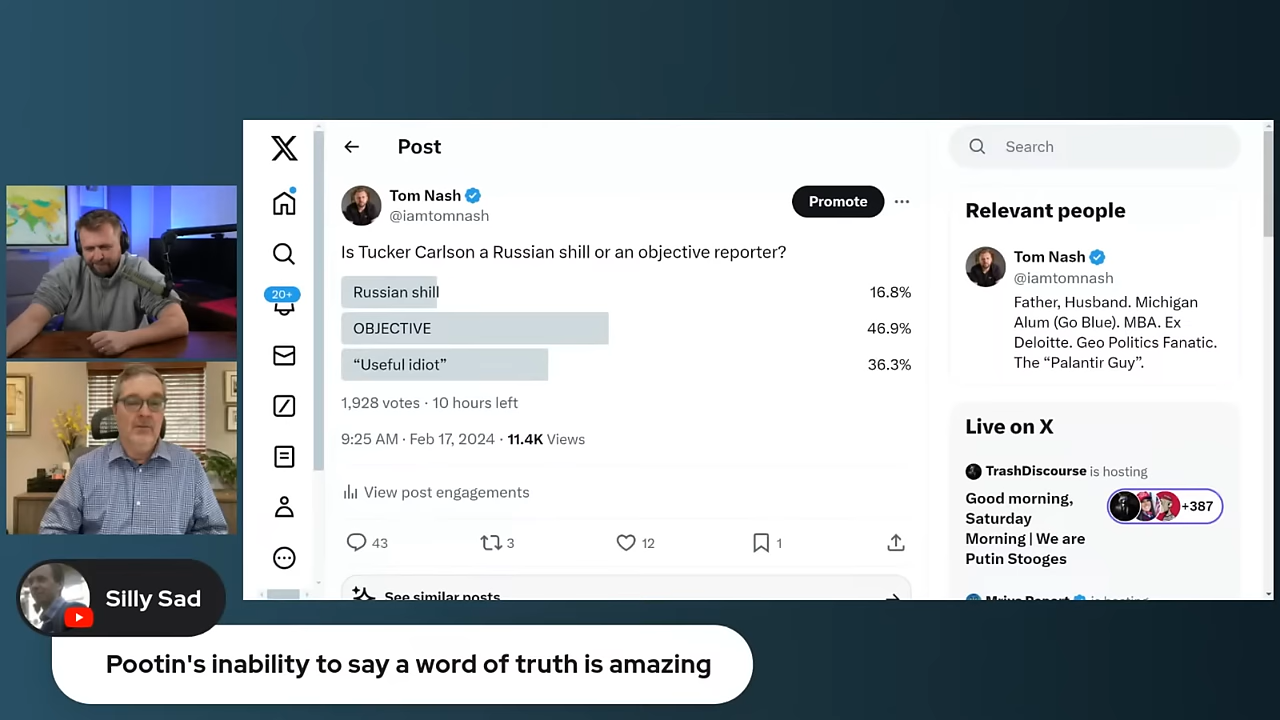 Post
Search
Tom Nash
@iamtomnash
Promote
Is Tucker Carlson a Russian shill or an objective reporter?
Russian shill 16.8%
OBJECTIVE 46.9%
“Useful idiot” 36.3%
1,928 votes · 10 hours left
9:25 AM · Feb 17, 2024 · 11.4K Views
View post engagements
43 3 12 1
See similar posts
20+
Relevant people
Tom Nash
@iamtomnash
Father, Husband. Michigan
Alum (Go Blue). MBA. Ex
Deloitte. Geo Politics Fanatic.
The “Palantir Guy”.
Live on X
TrashDiscourse is hosting
Good morning,
Saturday
Morning | We are
Putin Stooges
+387
Silly Sad
Pootin's inability to say a word of truth is amazing